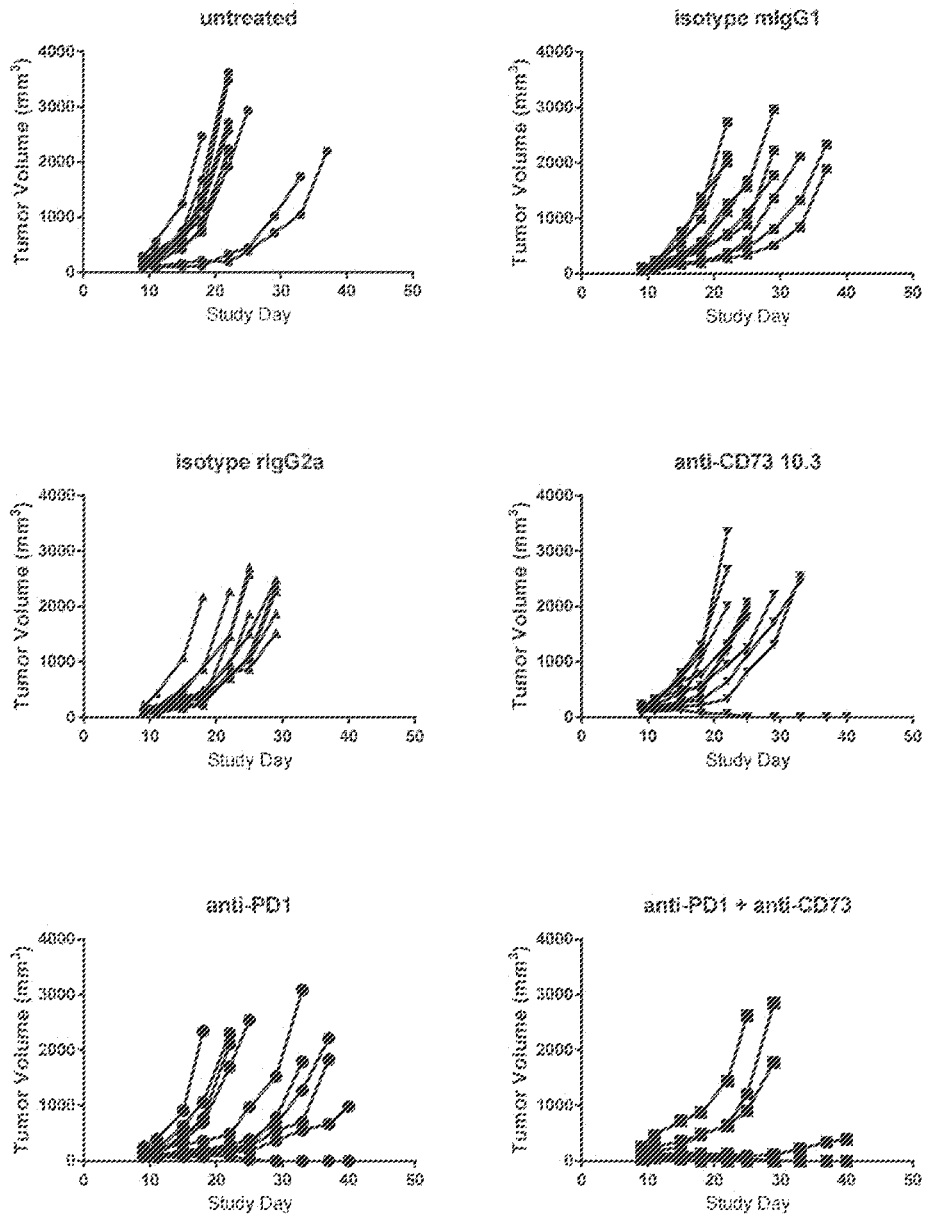 untreated
Tumor Volume (mm³)
4000
3000
2000
1000
0
0 10 20 30 40 50
Study Day
isotype mIgG1
Tumor Volume (mm³)
4000
3000
2000
1000
0
0 10 20 30 40 50
Study Day
isotype rIgG2a
Tumor Volume (mm³)
4000
3000
2000
1000
0
0 10 20 30 40 50
Study Day
anti-CD73 10.3
Tumor Volume (mm³)
4000
3000
2000
1000
0
0 10 20 30 40 50
Study Day
anti-PD1
Tumor Volume (mm³)
4000
3000
2000
1000
0
0 10 20 30 40 50
Study Day
anti-PD1 + anti-CD73
Tumor Volume (mm³)
4000
3000
2000
1000
0
0 10 20 30 40 50
Study Day